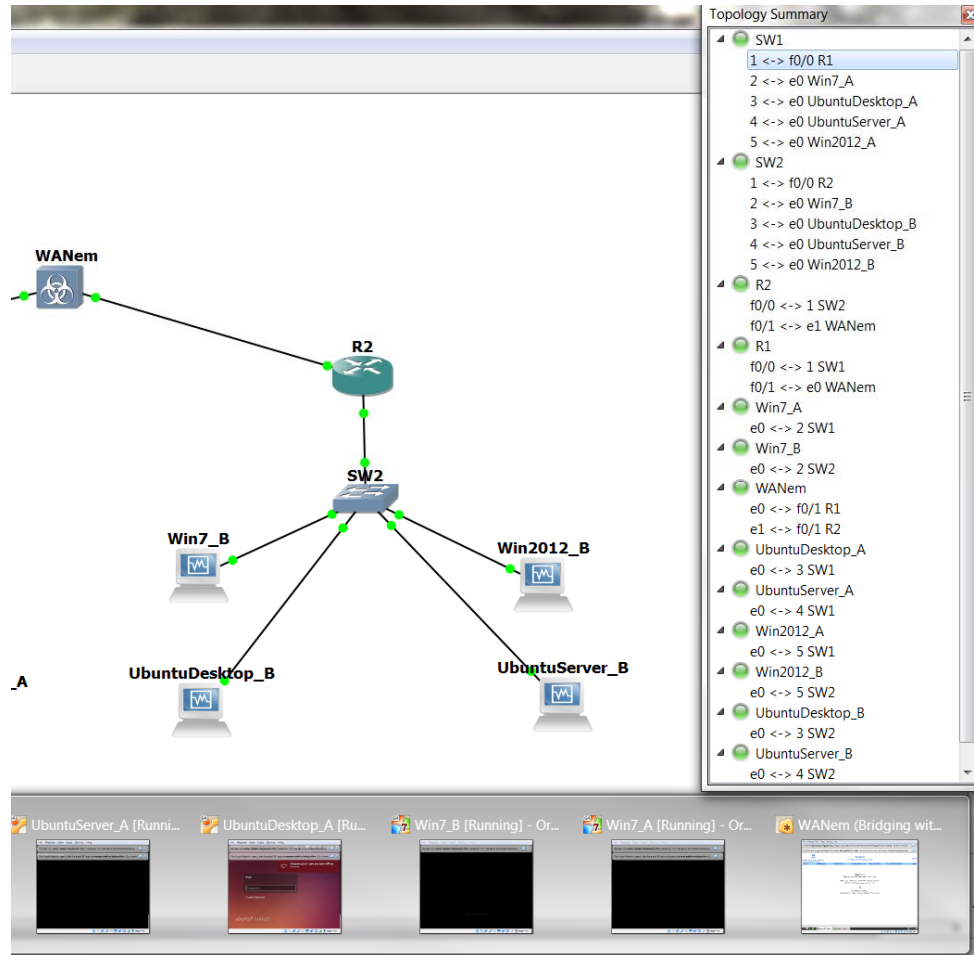 Topology Summary
SW1
1 <-> f0/0 R1
2 <-> e0 Win7_A
3 <-> e0 UbuntuDesktop_A
4 <-> e0 UbuntuServer_A
5 <-> e0 Win2012_A
SW2
1 <-> f0/0 R2
2 <-> e0 Win7_B
3 <-> e0 UbuntuDesktop_B
4 <-> e0 UbuntuServer_B
5 <-> e0 Win2012_B
R2
f0/0 <-> 1 SW2
f0/1 <-> e1 WANem
R1
f0/0 <-> 1 SW1
f0/1 <-> e0 WANem
Win7_A
e0 <-> 2 SW1
Win7_B
e0 <-> 2 SW2
WANem
e0 <-> f0/1 R1
e1 <-> f0/1 R2
UbuntuDesktop_A
e0 <-> 3 SW1
UbuntuServer_A
e0 <-> 4 SW1
Win2012_A
e0 <-> 5 SW1
Win2012_B
e0 <-> 5 SW2
UbuntuDesktop_B
e0 <-> 3 SW2
UbuntuServer_B
e0 <-> 4 SW2
WANem
R2
SW2
Win7_B
Win2012_B
UbuntuDesktop_B
UbuntuServer_B
_A
UbuntuServer_A [Runni...
UbuntuDesktop_A [Ru...
Win7_B [Running] - Or...
Win7_A [Running] - Or...
WANem (Bridging wit...